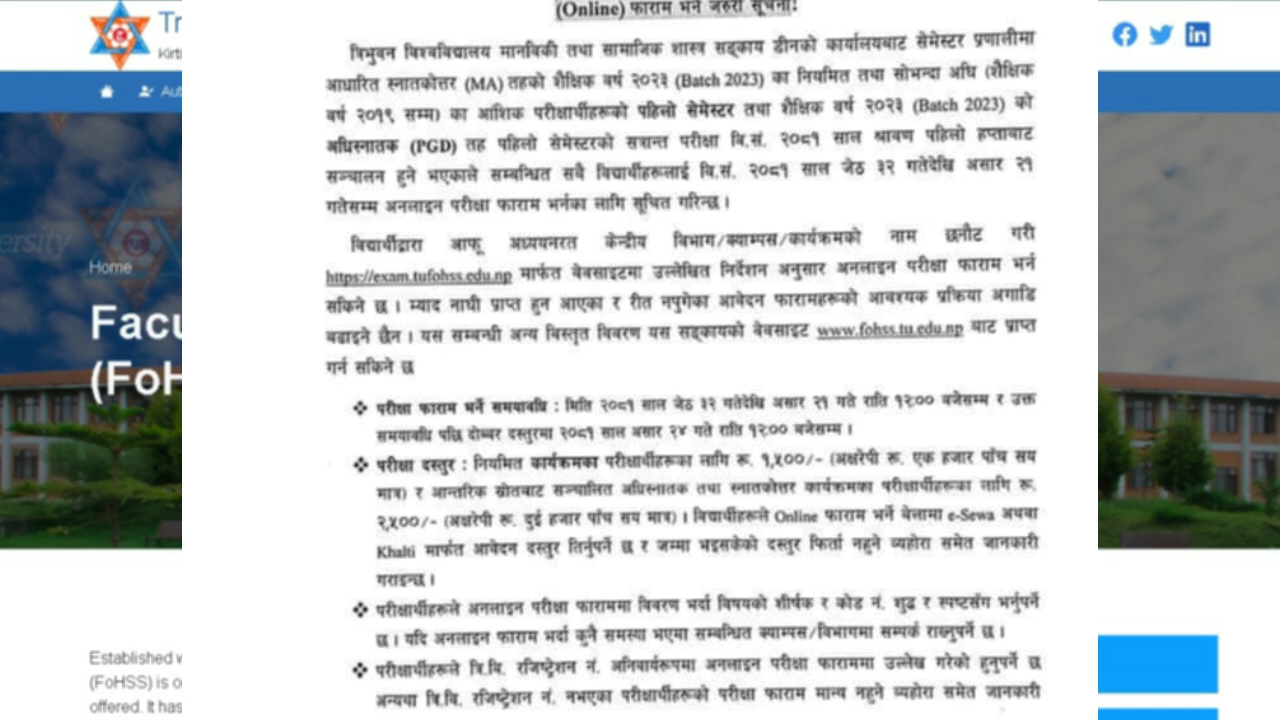 Tr
Kirti
Aut
ersity
Home
Facu
(FoH
Established w
(FoHSS) is o
offered. It has
(Online) फाराम भर्ने जरुरी सूचना!
त्रिभुवन विश्वविद्यालय मानविकी तथा सामाजिक शास्त्र सङ्काय डीनको कार्यालयबाट सेमेस्टर प्रणालीमा
आधारित स्नातकोत्तर (MA) तहको शैक्षिक वर्ष २०२३ (Batch 2023) का नियमित तथा सोभन्दा अघि (शैक्षिक
वर्ष २०१९ सम्म) का आंशिक परीक्षार्थीहरूको पहिलो सेमेस्टर तथा शैक्षिक वर्ष २०२३ (Batch 2023) को
अधिस्नातक (PGD) तह पहिलो सेमेस्टरको सत्रान्त परीक्षा वि.सं. २०८१ साल श्रावण पहिलो हप्ताबाट
सञ्चालन हुने भएकाले सम्बन्धित सबै विद्यार्थीहरूलाई वि.सं. २०८१ साल जेठ ३२ गतेदेखि असार २१
गतेसम्म अनलाइन परीक्षा फाराम भर्नका लागि सूचित गरिन्छ।
विद्यार्थीद्वारा आफू अध्ययनरत केन्द्रीय विभाग/क्याम्पस/कार्यक्रमको नाम छनौट गरी
https://exam.tufohss.edu.np मार्फत वेबसाइटमा उल्लेखित निर्देशन अनुसार अनलाइन परीक्षा फाराम भर्न
सकिने छ। म्याद नाघी प्राप्त हुन आएका र रीत नपुगेका आवेदन फारामहरूको आवश्यक प्रक्रिया अगाडि
बढाइने छैन। यस सम्बन्धी अन्य विस्तृत विवरण यस सङ्कायको वेवसाइट www.fohss.tu.edu.np बाट प्राप्त
गर्न सकिने छ
❖ परीक्षा फाराम भर्ने समयावधि : मिति २०८१ साल जेठ ३२ गतेदेखि असार २१ गते राति १२:०० बजेसम्म र उक्त
समयावधि पछि दोब्बर दस्तुरमा २०८१ साल असार २४ गते राति १२:०० बजेसम्म।
❖ परीक्षा दस्तुर : नियमित कार्यक्रमका परीक्षार्थीहरूका लागि रू. १,५००/- (अक्षरेपी रू. एक हजार पाँच सय
मात्र) र आन्तरिक स्रोतबाट सञ्चालित अधिस्नातक तथा स्नातकोत्तर कार्यक्रमका परीक्षार्थीहरूका लागि रू.
२,५००/- (अक्षरेपी रू. दुई हजार पाँच सय मात्र)। विद्यार्थीहरूले Online फाराम भर्ने बेलामा e-Sewa अथवा
Khalti मार्फत आवेदन दस्तुर तिर्नुपर्ने छ र जम्मा भइसकेको दस्तुर फिर्ता नहुने व्यहोरा समेत जानकारी
गराइन्छ।
❖ परीक्षार्थीहरूले अनलाइन परीक्षा फाराममा विवरण भर्दा विषयको शीर्षक र कोड नं. शुद्ध र स्पष्टसँग भर्नुपर्ने
छ। यदि अनलाइन फाराम भर्दा कुनै समस्या भएमा सम्बन्धित क्याम्पस/विभागमा सम्पर्क राख्नुपर्ने छ।
❖ परीक्षार्थीहरूले त्रि.वि. रजिष्ट्रेशन नं. अनिवार्यरूपमा अनलाइन परीक्षा फाराममा उल्लेख गरेको हुनुपर्ने छ
अन्यथा त्रि.वि. रजिष्ट्रेशन नं. नभएका परीक्षार्थीहरूको परीक्षा फाराम मान्य नहुने व्यहोरा समेत जानकारी